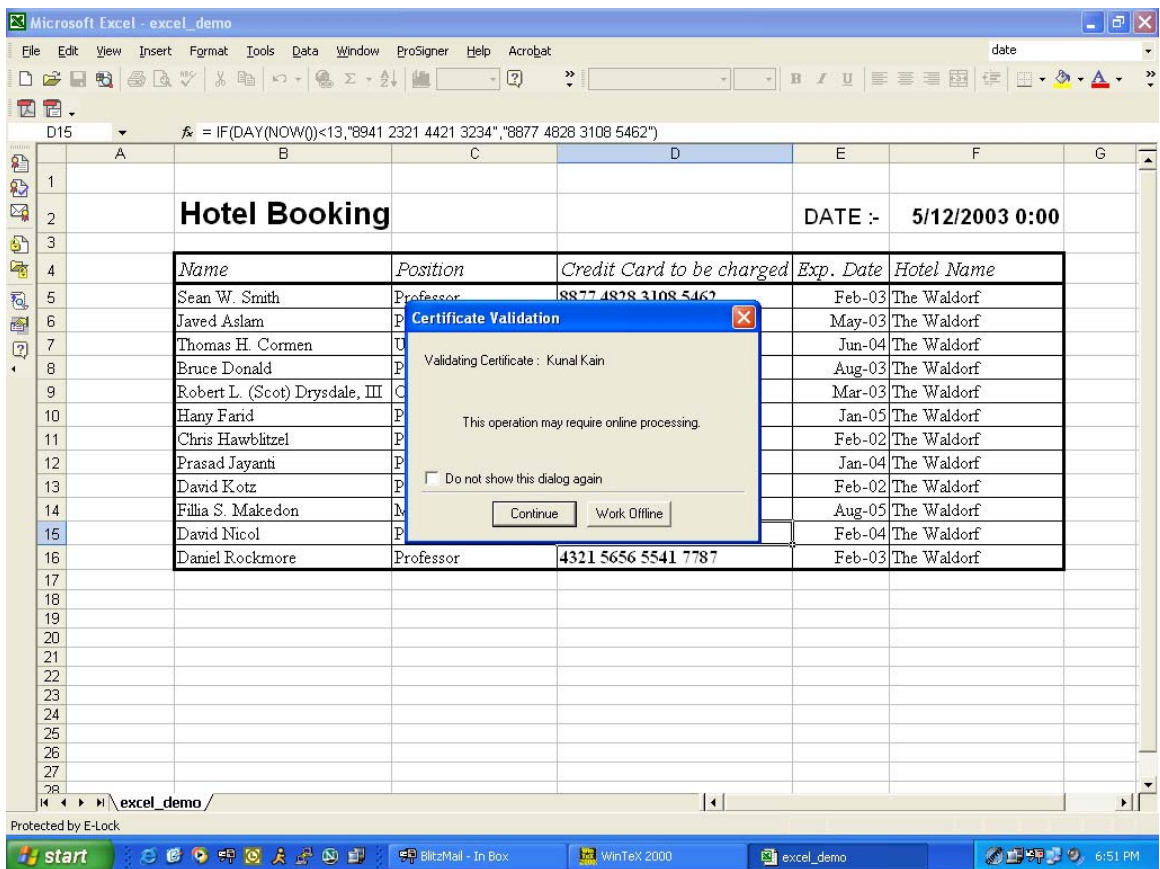 Microsoft Excel - excel_demo
File Edit View Insert Format Tools Data Window ProSigner Help Acrobat date
D15 fx = IF(DAY(NOW())<13,"8941 2321 4421 3234","8877 4828 3108 5462")
A B C D E F G
1
2 Hotel Booking DATE :- 5/12/2003 0:00
3
4 Name Position Credit Card to be charged Exp. Date Hotel Name
5 Sean W. Smith Professor 8877 4828 3108 5462 Feb-03 The Waldorf
6 Javed Aslam P May-03 The Waldorf
7 Thomas H. Cormen U Jun-04 The Waldorf
8 Bruce Donald P Aug-03 The Waldorf
9 Robert L. (Scot) Drysdale, III C Mar-03 The Waldorf
10 Hany Farid P Jan-05 The Waldorf
11 Chris Hawblitzel P Feb-02 The Waldorf
12 Prasad Jayanti P Jan-04 The Waldorf
13 David Kotz P Feb-02 The Waldorf
14 Fillia S. Makedon M Aug-05 The Waldorf
15 David Nicol P Feb-04 The Waldorf
16 Daniel Rockmore Professor 4321 5656 5541 7787 Feb-03 The Waldorf
Certificate Validation
Validating Certificate : Kunal Kain
This operation may require online processing.
Do not show this dialog again
Continue Work Offline
17
18
19
20
21
22
23
24
25
26
27
28
excel_demo
Protected by E-Lock
start BlitzMail - In Box WinTeX 2000 excel_demo 6:51 PM